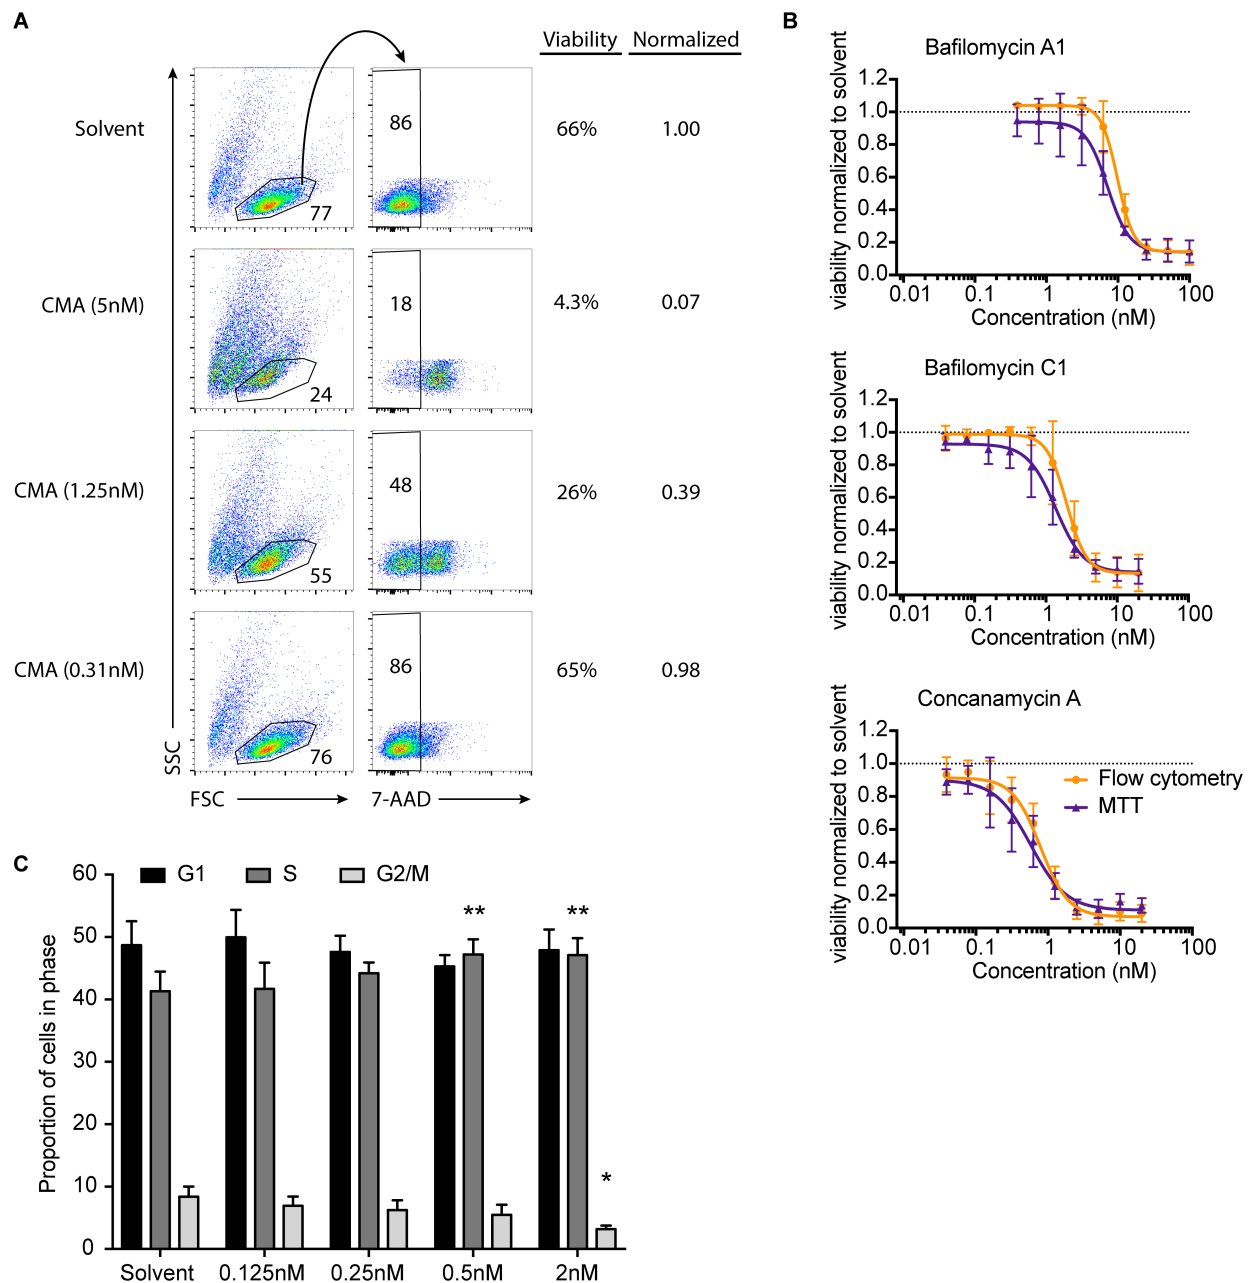 A
Viability Normalized
Solvent 77 86 66% 1.00
CMA (5nM) 24 18 4.3% 0.07
CMA (1.25nM) 55 48 26% 0.39
CMA (0.31nM) 76 86 65% 0.98
SSC
FSC 7-AAD
B
Bafilomycin A1
viability normalized to solvent
1.2
1.0
0.8
0.6
0.4
0.2
0.0
0.01 0.1 1 10 100
Concentration (nM)
Bafilomycin C1
viability normalized to solvent
1.2
1.0
0.8
0.6
0.4
0.2
0.0
0.01 0.1 1 10 100
Concentration (nM)
Concanamycin A
viability normalized to solvent
1.2
1.0
0.8
0.6
0.4
0.2
0.0
Flow cytometry
MTT
0.01 0.1 1 10 100
Concentration (nM)
C
G1 S G2/M
Proportion of cells in phase
60
50
40
30
20
10
0
** **
*
Solvent 0.125nM 0.25nM 0.5nM 2nM